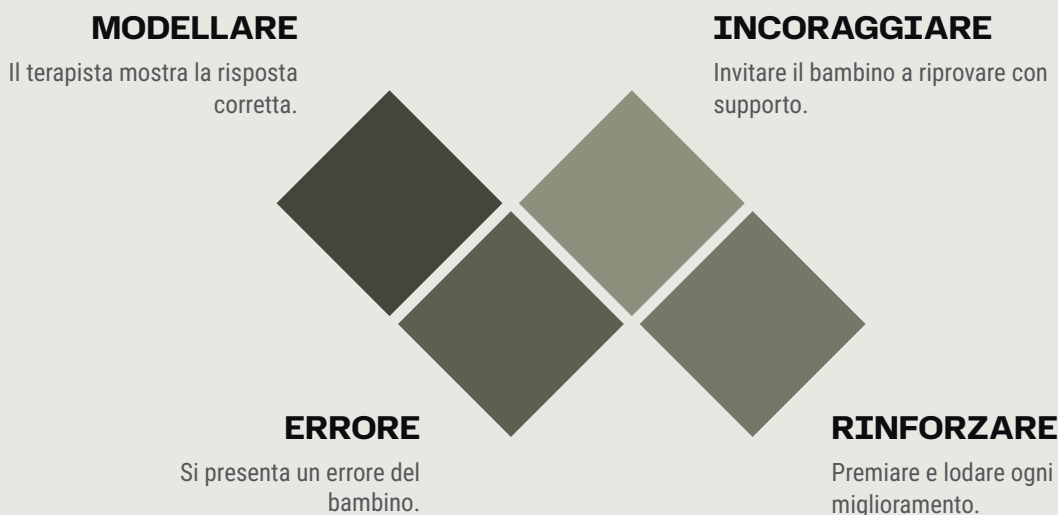 MODELLARE
Il terapista mostra la risposta
corretta.
INCORAGGIARE
Invitare il bambino a riprovare con
supporto.
ERRORE
Si presenta un errore del
bambino.
RINFORZARE
Premiare e lodare ogni
miglioramento.